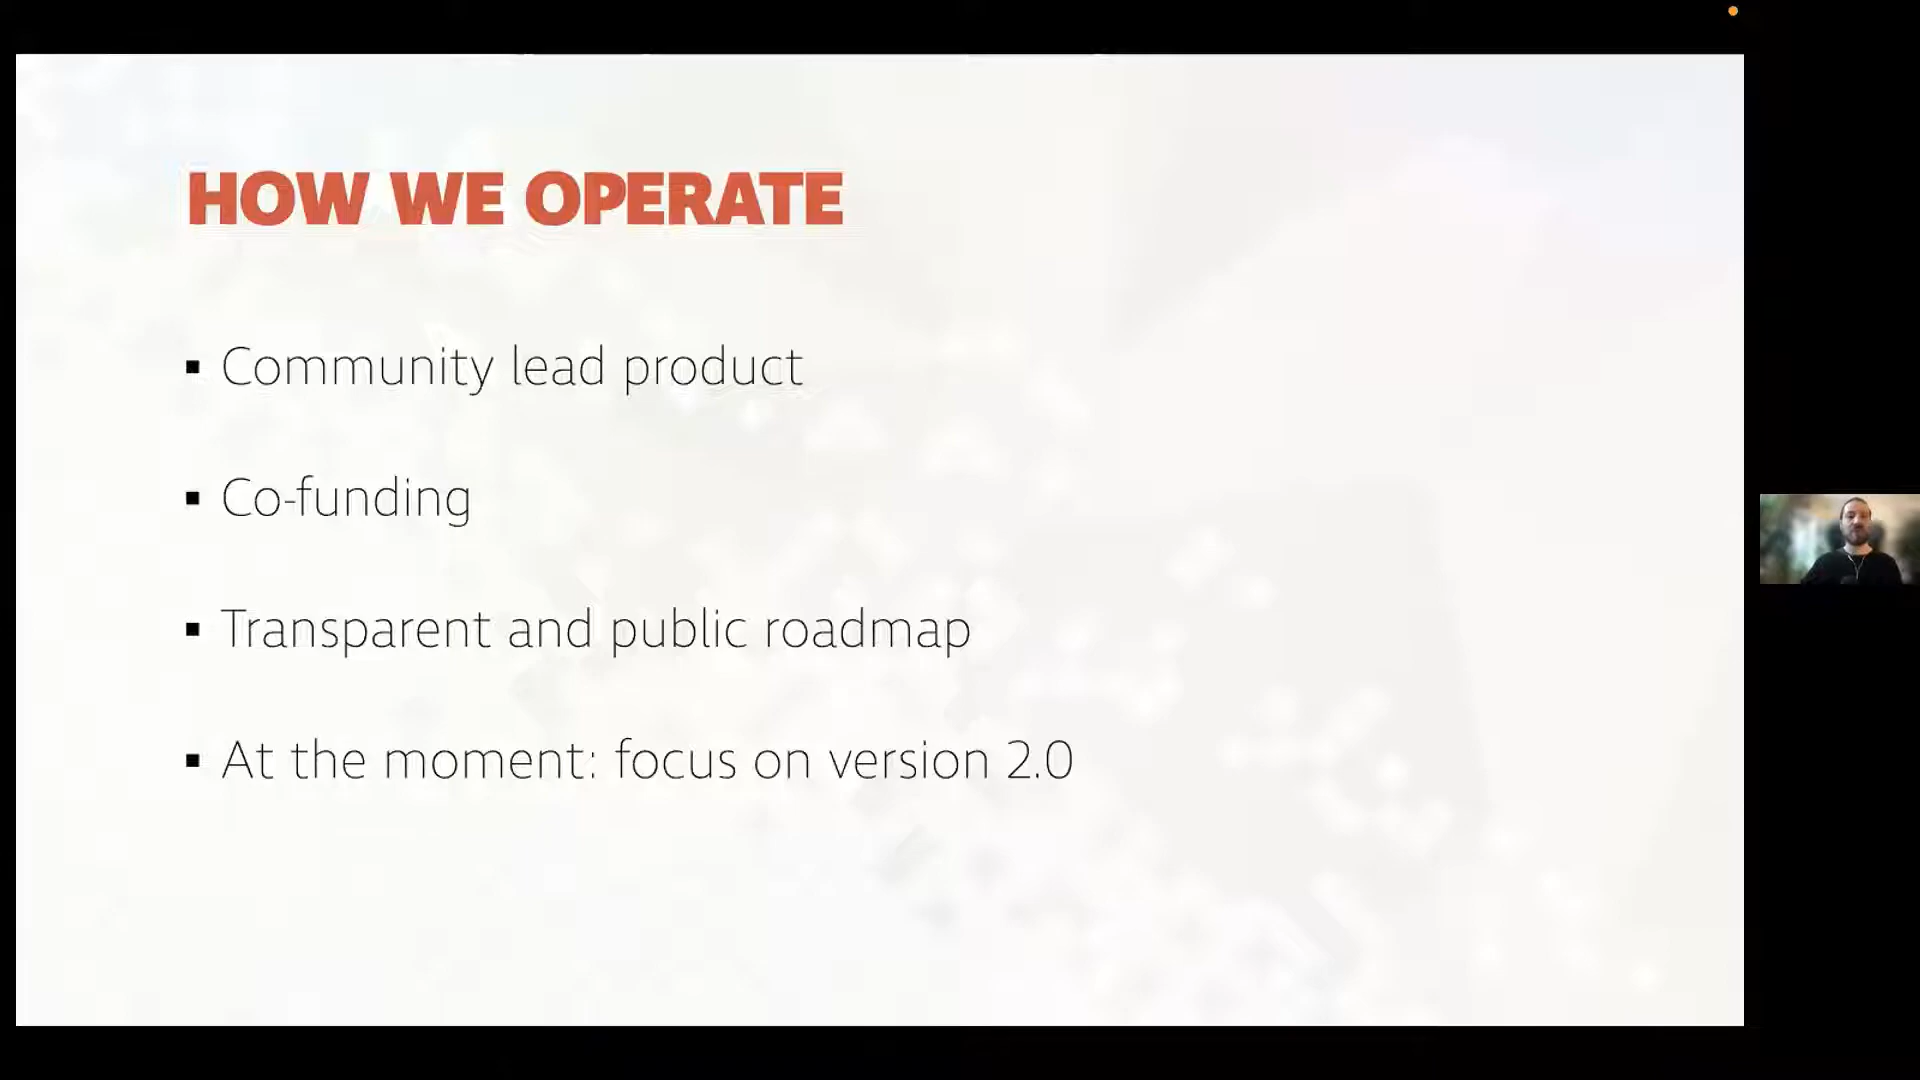 HOW WE OPERATE
▪ Community lead product
▪ Co-funding
▪ Transparent and public roadmap
▪ At the moment: focus on version 2.0